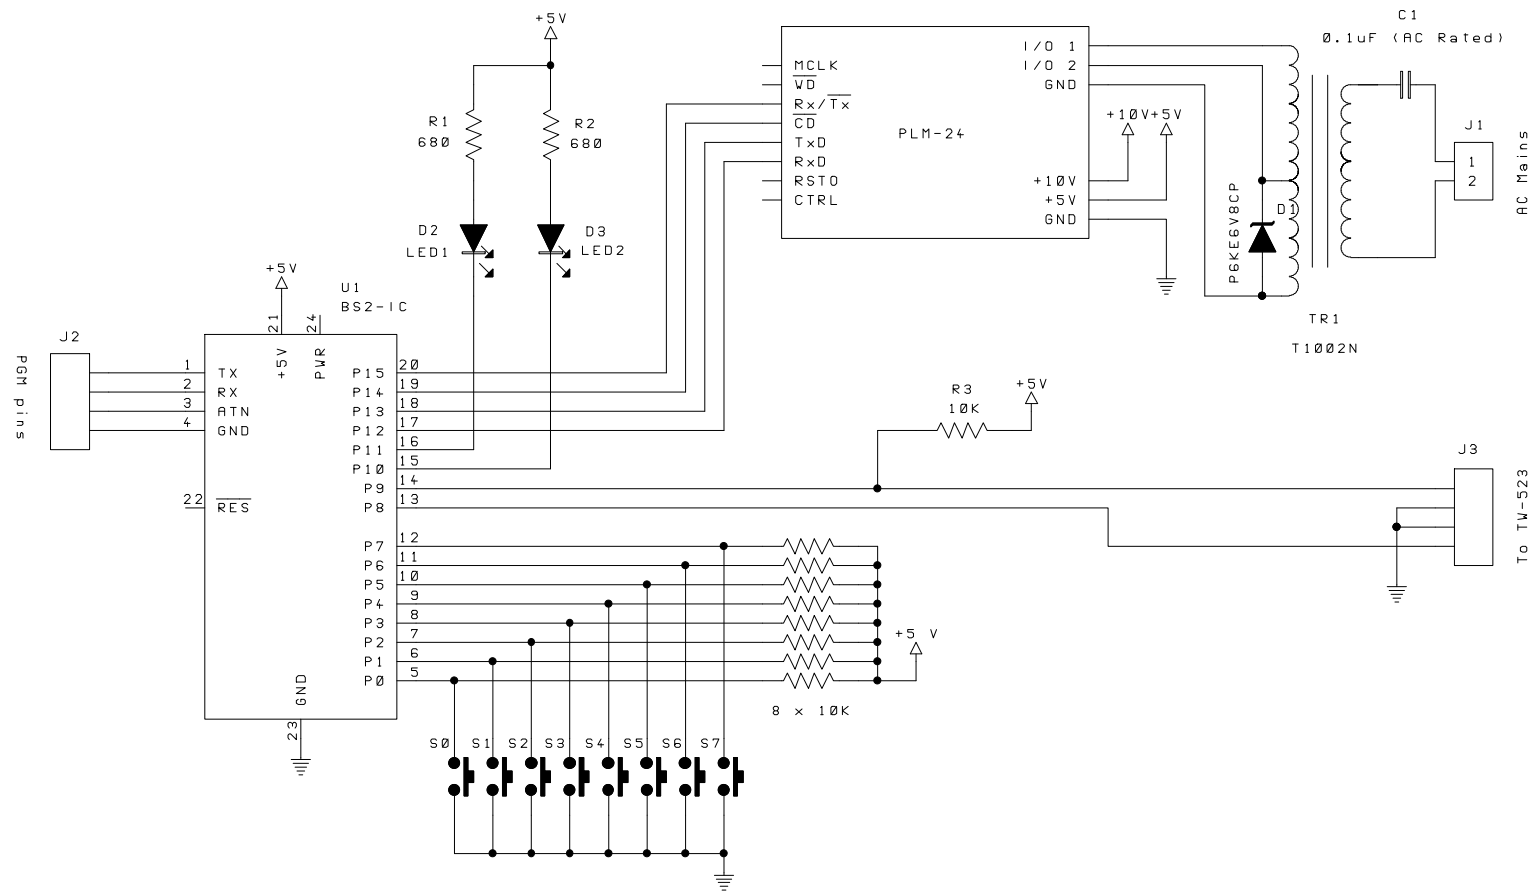 C1
0.1uF (AC Rated)
+5V
I/O 1
I/O 2
GND
MCLK
WD
Rx/Tx
CD
TxD
RxD
RSTO
CTRL
PLM-24
+10V
+5V
GND
+10V+5V
R1
680
R2
680
J1
1
2
AC Mains
P6KE6V8CP
D1
D2
LED1
D3
LED2
TR1
T1002N
+5V
U1
BS2-IC
21
24
+5V
PWR
J2
PGM pins
1 TX
2 RX
3 ATN
4 GND
22 RES
P15 20
P14 19
P13 18
P12 17
P11 16
P10 15
P9 14
P8 13
P7 12
P6 11
P5 10
P4 9
P3 8
P2 7
P1 6
P0 5
GND
23
R3
10K
+5V
J3
To TW-523
+5 V
8 x 10K
S0 S1 S2 S3 S4 S5 S6 S7